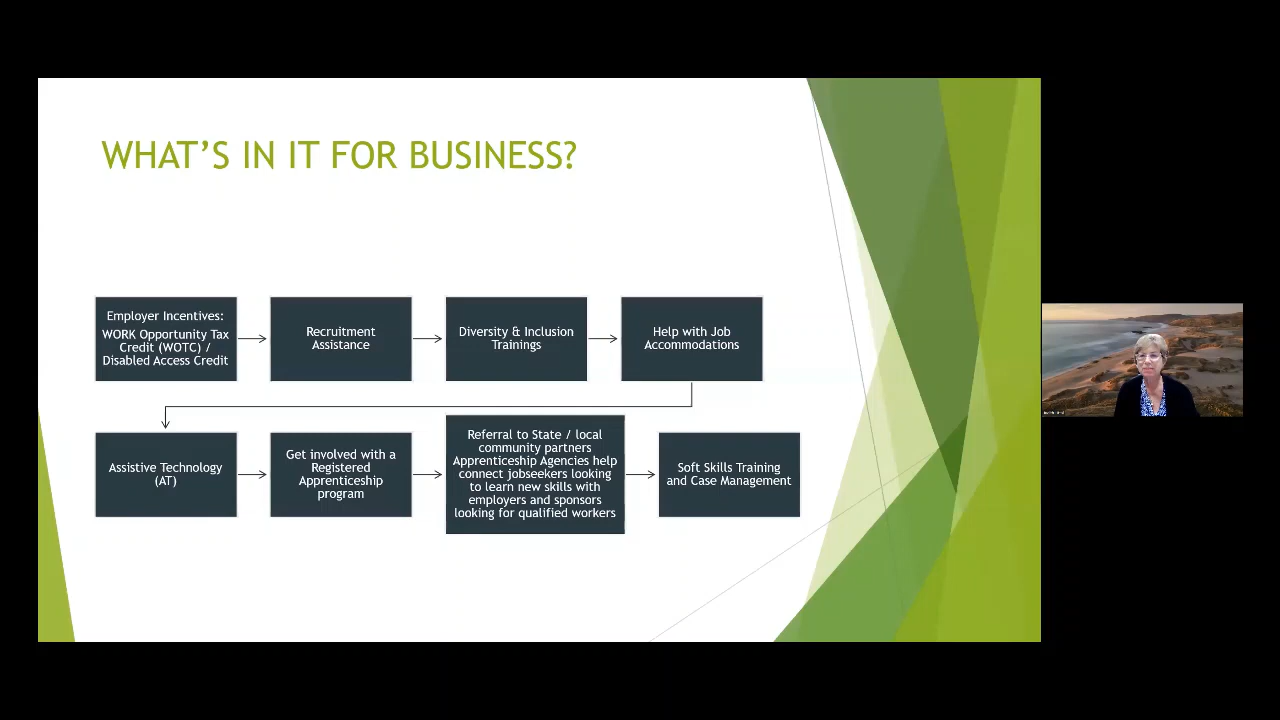 WHAT'S IN IT FOR BUSINESS?
Employer Incentives:
WORK Opportunity Tax
Credit (WOTC) /
Disabled Access Credit
Recruitment
Assistance
Diversity & Inclusion
Trainings
Help with Job
Accommodations
Assistive Technology
(AT)
Get involved with a
Registered
Apprenticeship
program
Referral to State / local
community partners
Apprenticeship Agencies help
connect jobseekers looking
to learn new skills with
employers and sponsors
looking for qualified workers
Soft Skills Training
and Case Management